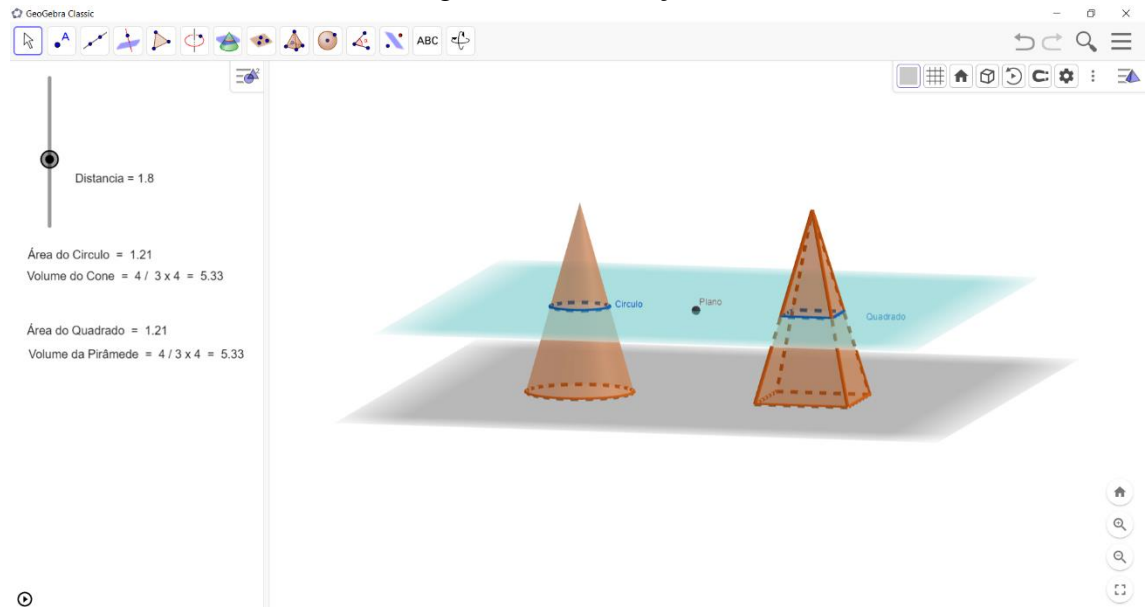 GeoGebra Classic
ABC
Distancia = 1.8
Área do Circulo = 1.21
Volume do Cone = 4 / 3 x 4 = 5.33
Área do Quadrado = 1.21
Volume da Pirâmede = 4 / 3 x 4 = 5.33
Circulo
Plano
Quadrado